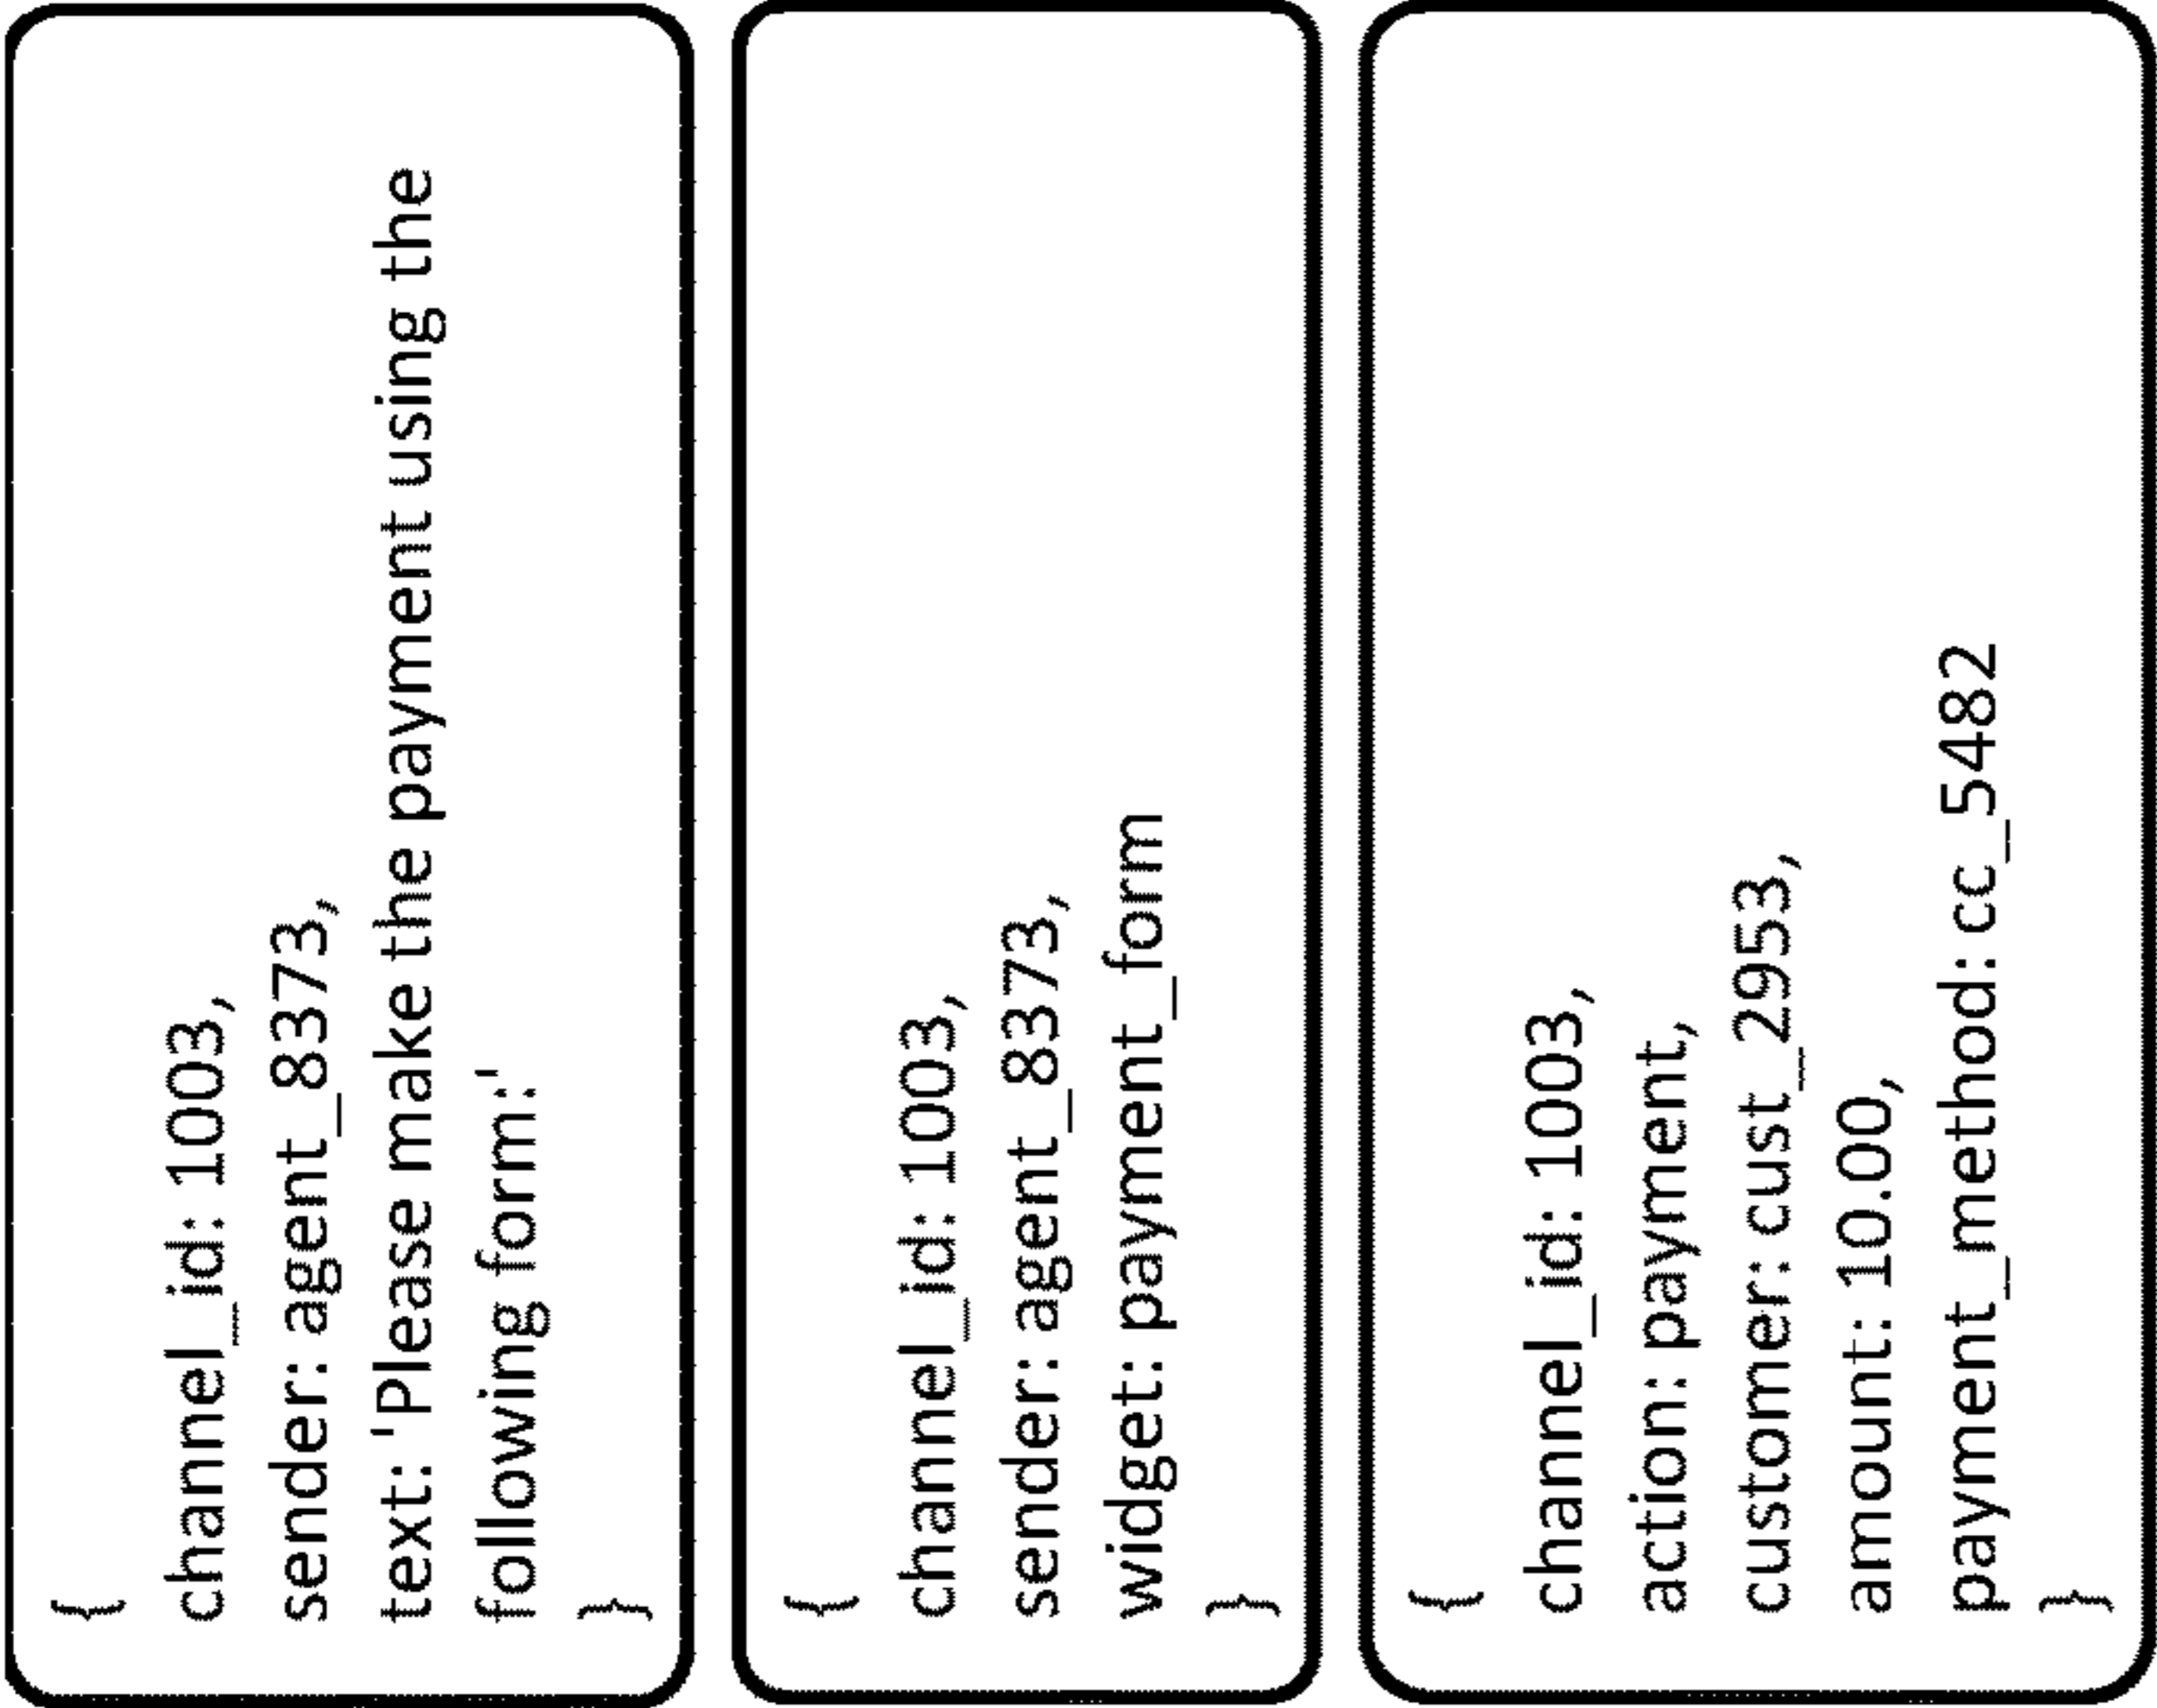 {
channel_id: 1003,
sender: agent_8373,
text: 'Please make the payment using the
following form:'
}
{
channel_id: 1003,
sender: agent_8373,
widget: payment_form
}
{
channel_id: 1003,
action: payment,
customer: cust_2953,
amount: 10.00,
payment_method: cc_5482
}